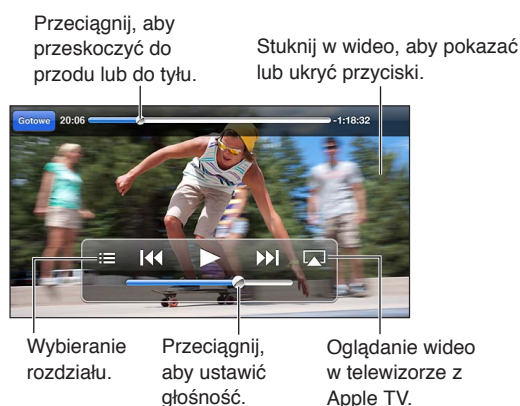 Przeciągnij, aby
przeskoczyć do
przodu lub do tyłu.
Stuknij w wideo, aby pokazać
lub ukryć przyciski.
Gotowe 20:06 -1:18:32
Wybieranie
rozdziału.
Przeciągnij,
aby ustawić
głośność.
Oglądanie wideo
w telewizorze z
Apple TV.